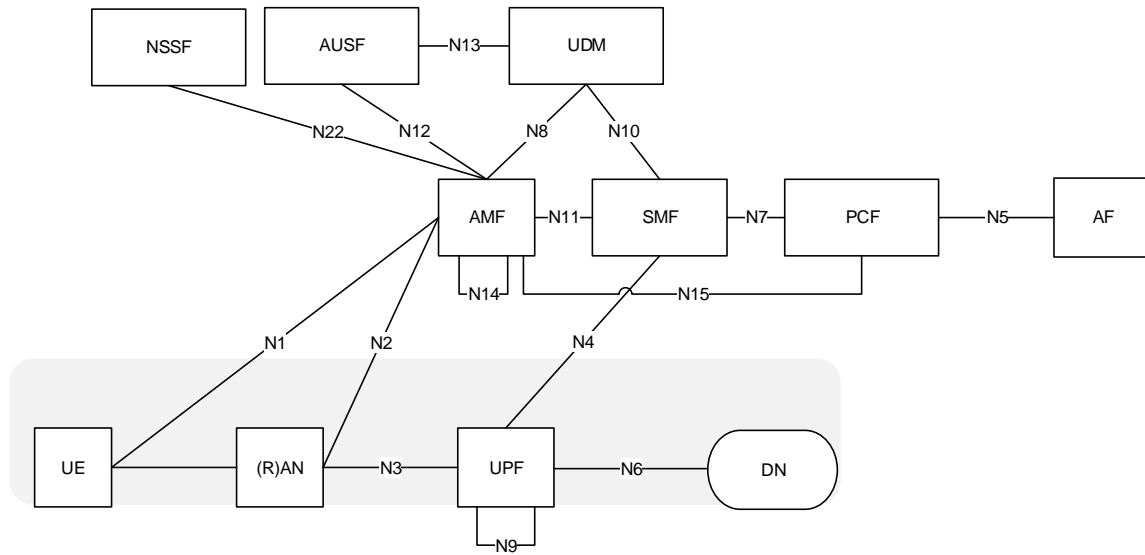 NSSF
AUSF
N13
UDM
N22
N12
N8
N10
AMF
N11
SMF
N7
PCF
N5
AF
N14
N15
N1
N2
N4
UE
(R)AN
N3
UPF
N6
DN
N9